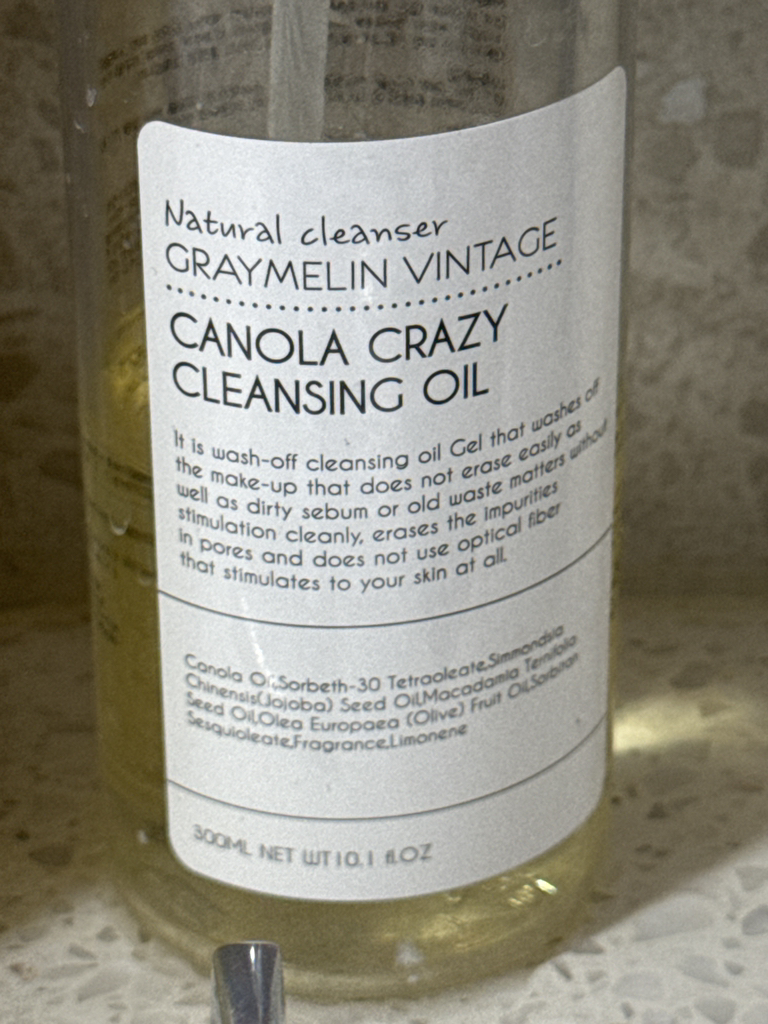 Natural cleanser
GRAYMELIN VINTAGE
CANOLA CRAZY
CLEANSING OIL
It is wash-off cleansing oil Gel that washes off
the make-up that does not erase easily as
well as dirty sebum or old waste matters without
stimulation cleanly, erases the impurities
in pores and does not use optical fiber
that stimulates to your skin at all.
Canola Oil,Sorbeth-30 Tetraoleate,Simmondsia
Chinensis(Jojoba) Seed Oil,Macadamia Ternifolia
Seed Oil,Olea Europaea (Olive) Fruit Oil,Sorbitan
Sesquioleate,Fragrance,Limonene
300ML NET WT 10.1 fl.OZ